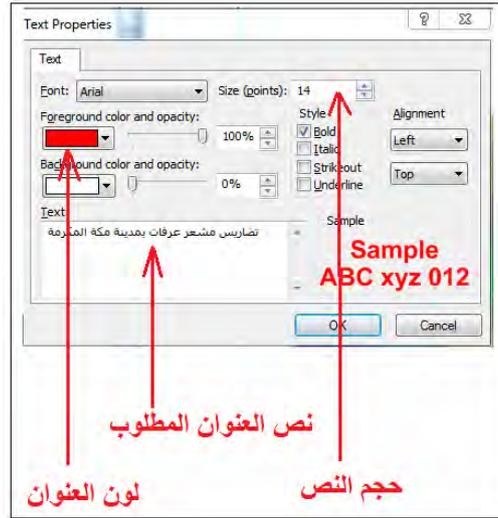 Text Properties
Text
Font: Arial
Size (points): 14
Foreground color and opacity:
100%
Style
Bold
Italic
Strikeout
Underline
Alignment
Left
Top
Background color and opacity:
0%
Text
تضاريس مشعر عرفات بمدينة مكة المكرمة
Sample
Sample
ABC xyz 012
OK
Cancel
نص العنوان المطلوب
لون العنوان
حجم النص